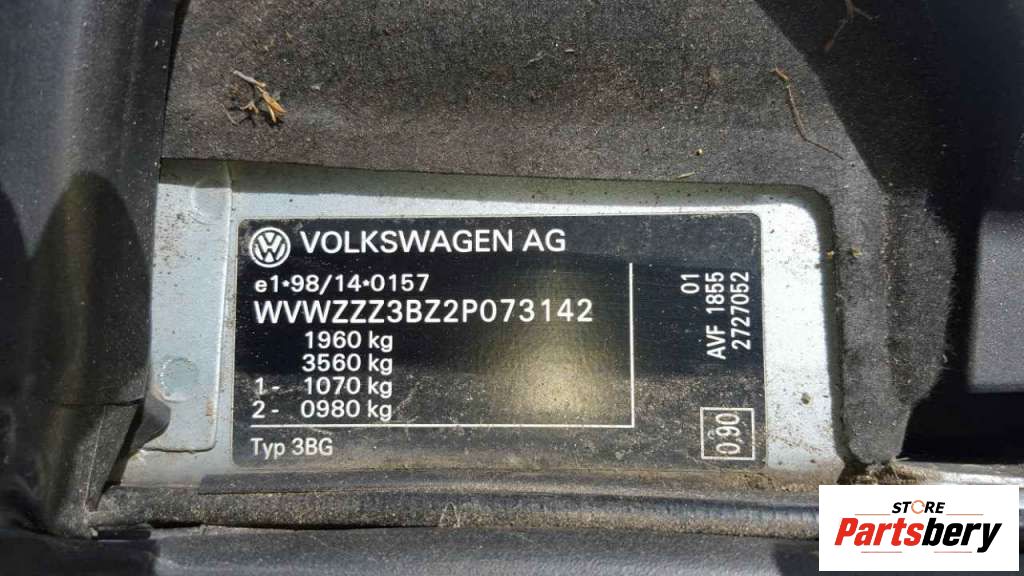 VOLKSWAGEN AG
e1•98/14•0157
WVWZZZ3BZ2P073142
1960 kg
3560 kg
1- 1070 kg
2- 0980 kg
Typ 3BG
01
AVF 1855
2727052
0,90
STORE
Partsbery